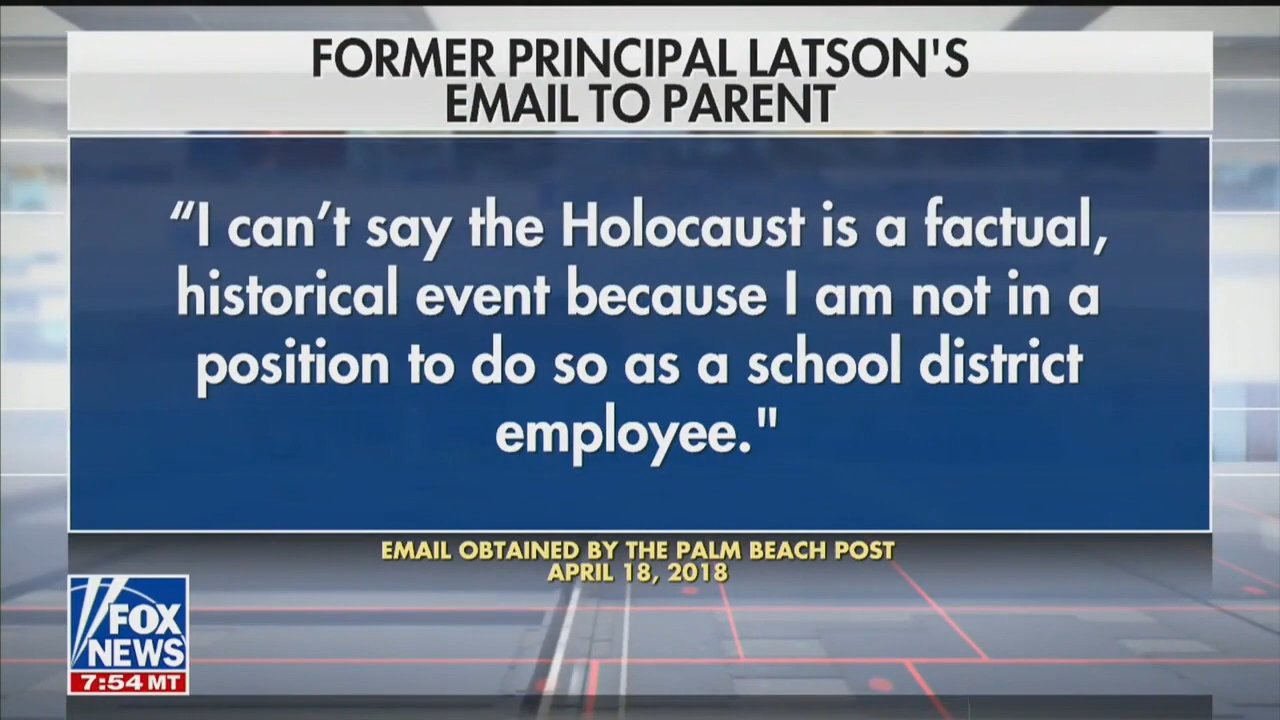 FORMER PRINCIPAL LATSON'S
EMAIL TO PARENT
“I can’t say the Holocaust is a factual,
historical event because I am not in a
position to do so as a school district
employee."
EMAIL OBTAINED BY THE PALM BEACH POST
APRIL 18, 2018
FOX
NEWS
7:54 MT